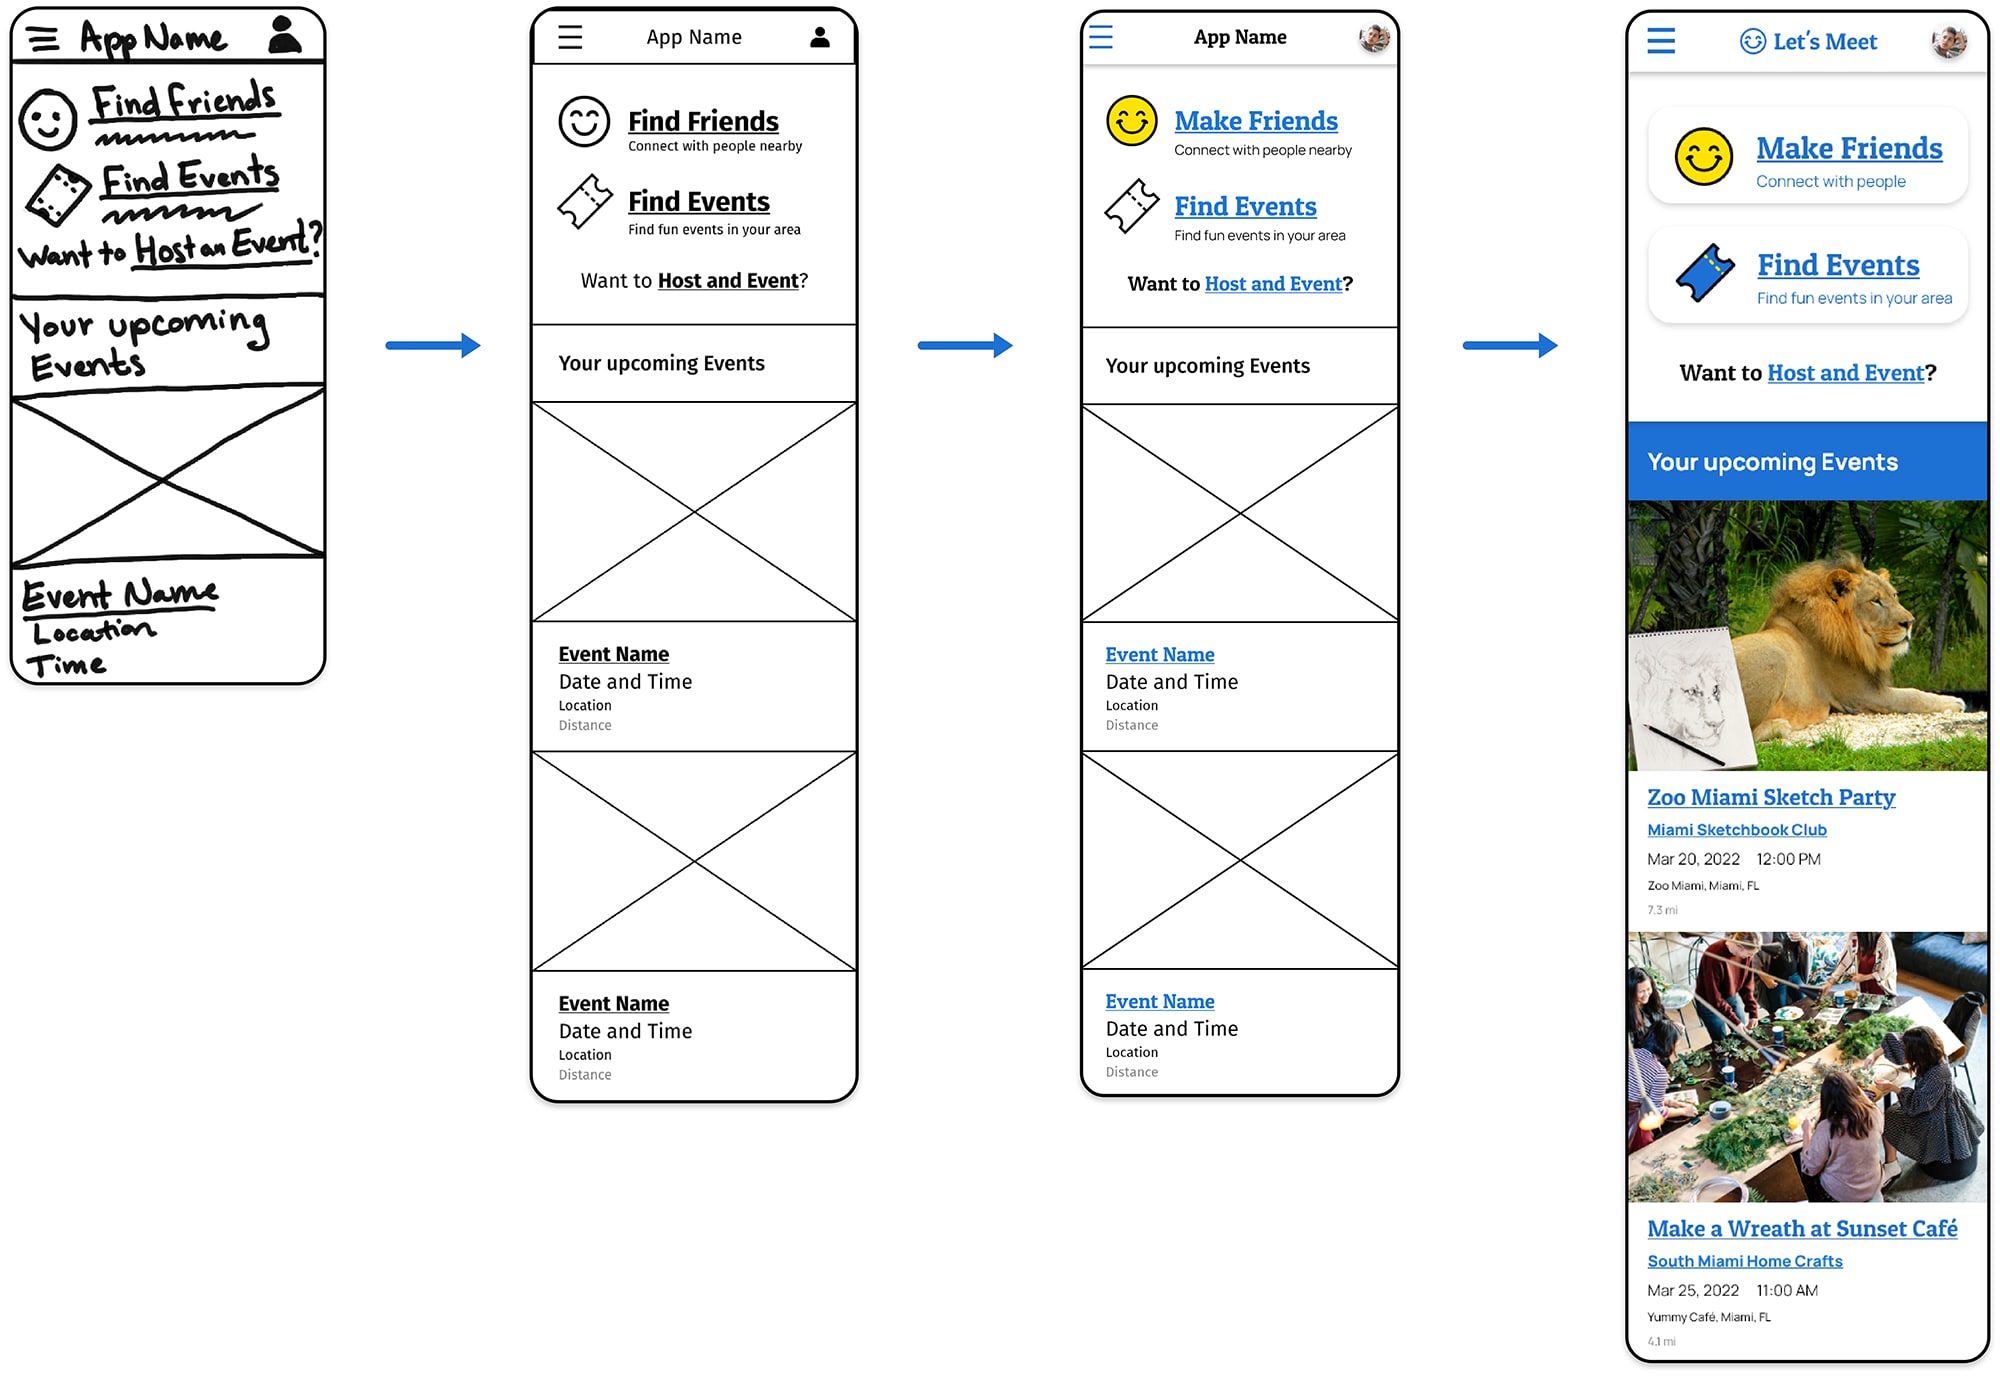 App Name
Find Friends
Find Events
Want to Host an Event?
Your upcoming
Events
Event Name
Location
Time
App Name
Find Friends
Connect with people nearby
Find Events
Find fun events in your area
Want to Host and Event?
Your upcoming Events
Event Name
Date and Time
Location
Distance
Event Name
Date and Time
Location
Distance
App Name
Make Friends
Connect with people nearby
Find Events
Find fun events in your area
Want to Host and Event?
Your upcoming Events
Event Name
Date and Time
Location
Distance
Event Name
Date and Time
Location
Distance
Let's Meet
Make Friends
Connect with people
Find Events
Find fun events in your area
Want to Host and Event?
Your upcoming Events
Zoo Miami Sketch Party
Miami Sketchbook Club
Mar 20, 2022 12:00 PM
Zoo Miami, Miami, FL
7.3 mi
Make a Wreath at Sunset Café
South Miami Home Crafts
Mar 25, 2022 11:00 AM
Yummy Café, Miami, FL
4.1 mi